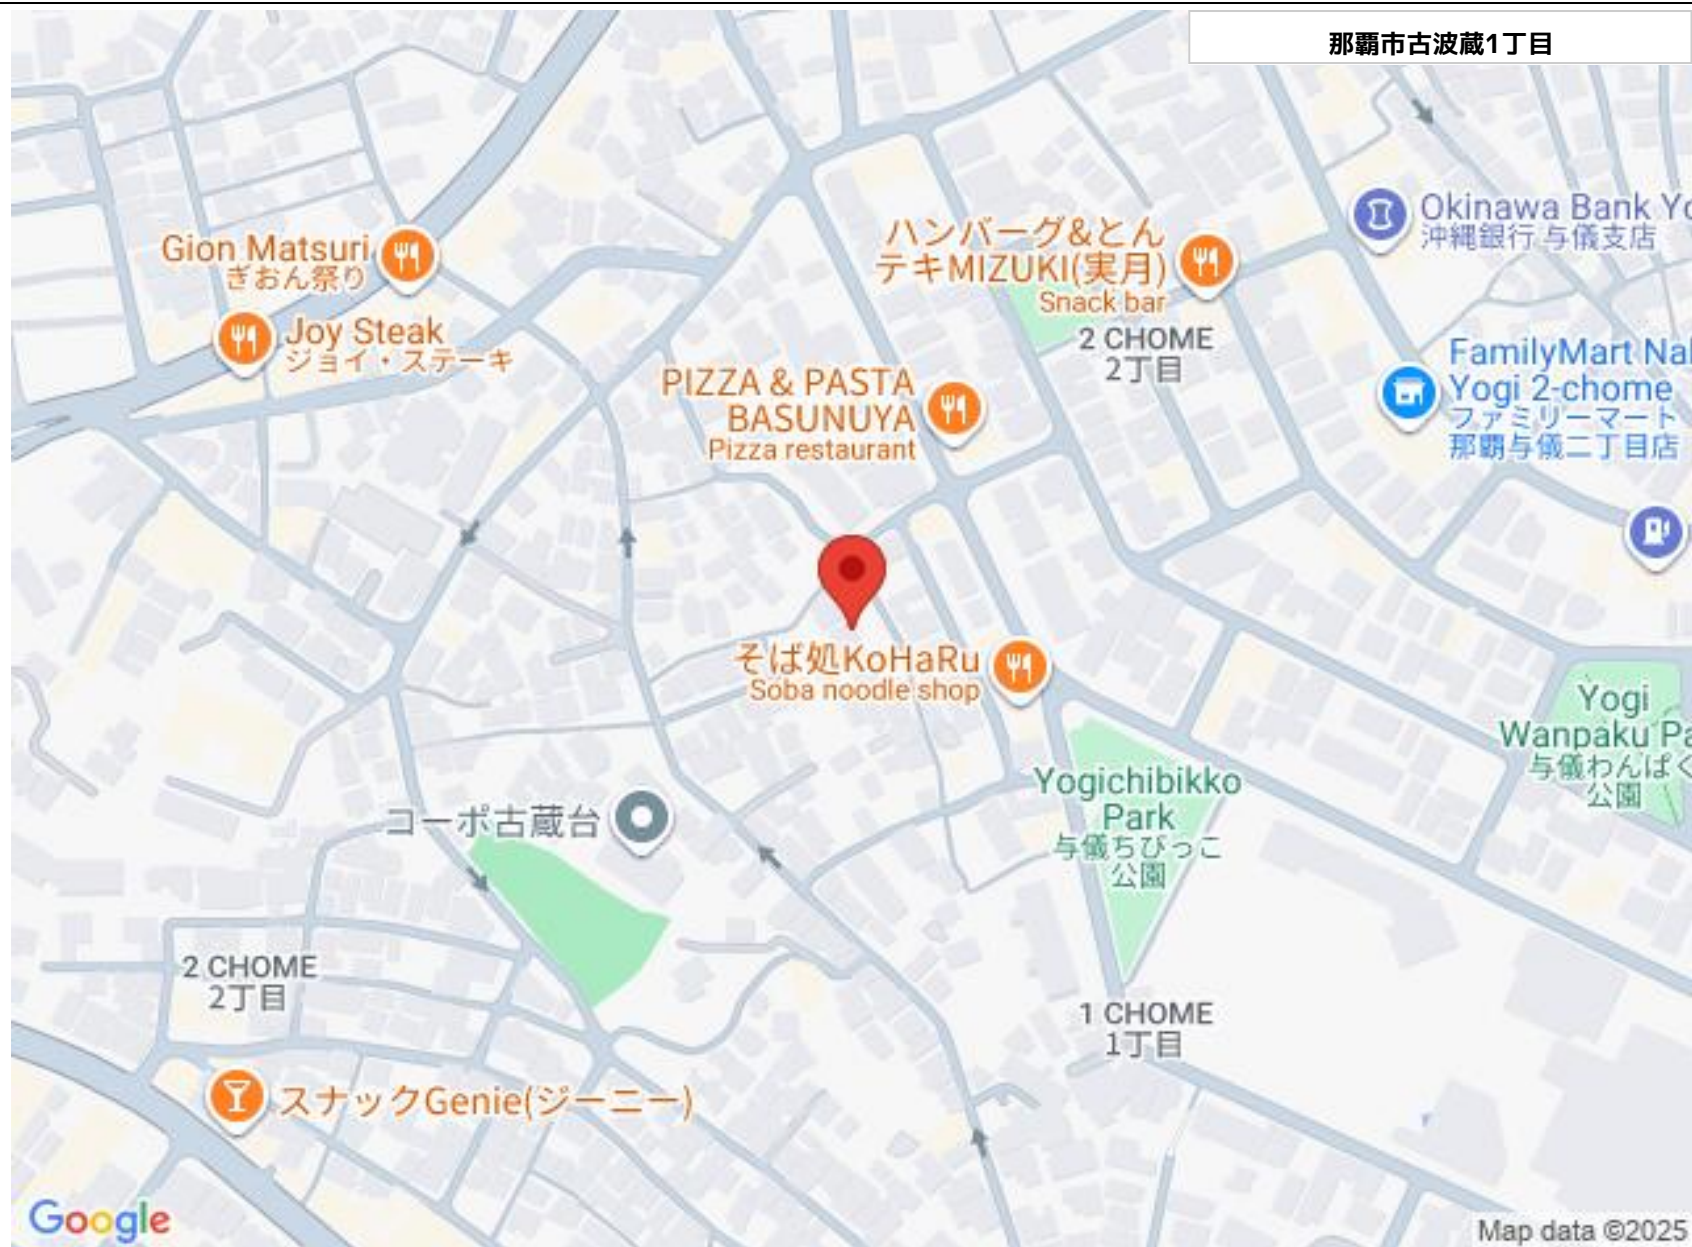 那覇市古波蔵1丁目
Okinawa Bank Yo
沖縄銀行 与儀支店
ハンバーグ&とん
テキMIZUKI(実月)
Snack bar
Gion Matsuri
ぎおん祭り
Joy Steak
ジョイ・ステーキ
2 CHOME
2丁目
FamilyMart Na
Yogi 2-chome
ファミリーマート
那覇与儀二丁目店
PIZZA & PASTA
BASUNUYA
Pizza restaurant
そば処KoHaRu
Soba noodle shop
Yogi
Wanpaku Pa
与儀わんぱく
公園
Yogichibikko
Park
与儀ちびっこ
公園
コーポ古蔵台
2 CHOME
2丁目
1 CHOME
1丁目
スナックGenie(ジーニー)
Google
Map data ©2025